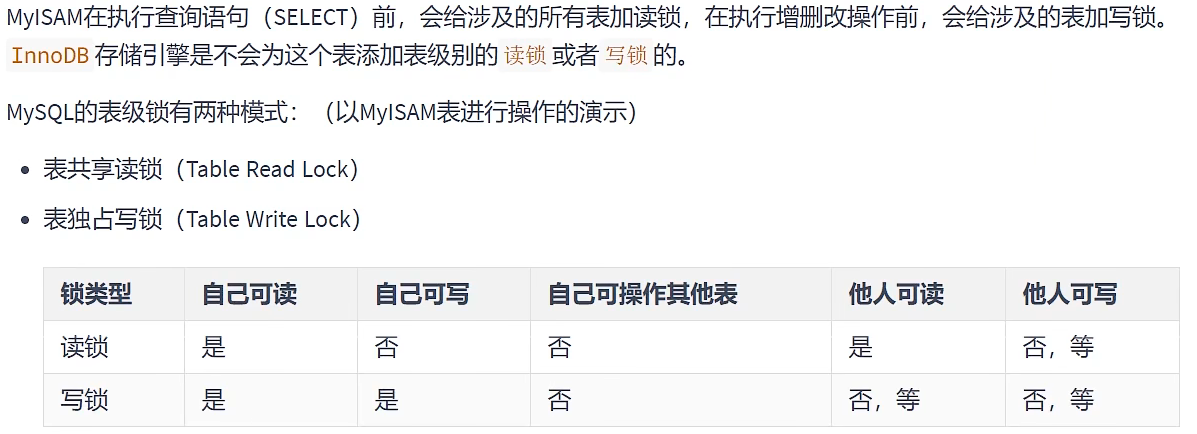 MyISAM在执行查询语句（SELECT）前，会给涉及的所有表加读锁，在执行增删改操作前，会给涉及的表加写锁。
InnoDB存储引擎是不会为这个表添加表级别的读锁或者写锁的。
MySQL的表级锁有两种模式：（以MyISAM表进行操作的演示）
• 表共享读锁（Table Read Lock）
• 表独占写锁（Table Write Lock）
锁类型 自己可读 自己可写 自己可操作其他表 他人可读 他人可写
读锁 是 否 否 是 否，等
写锁 是 是 否 否，等 否，等